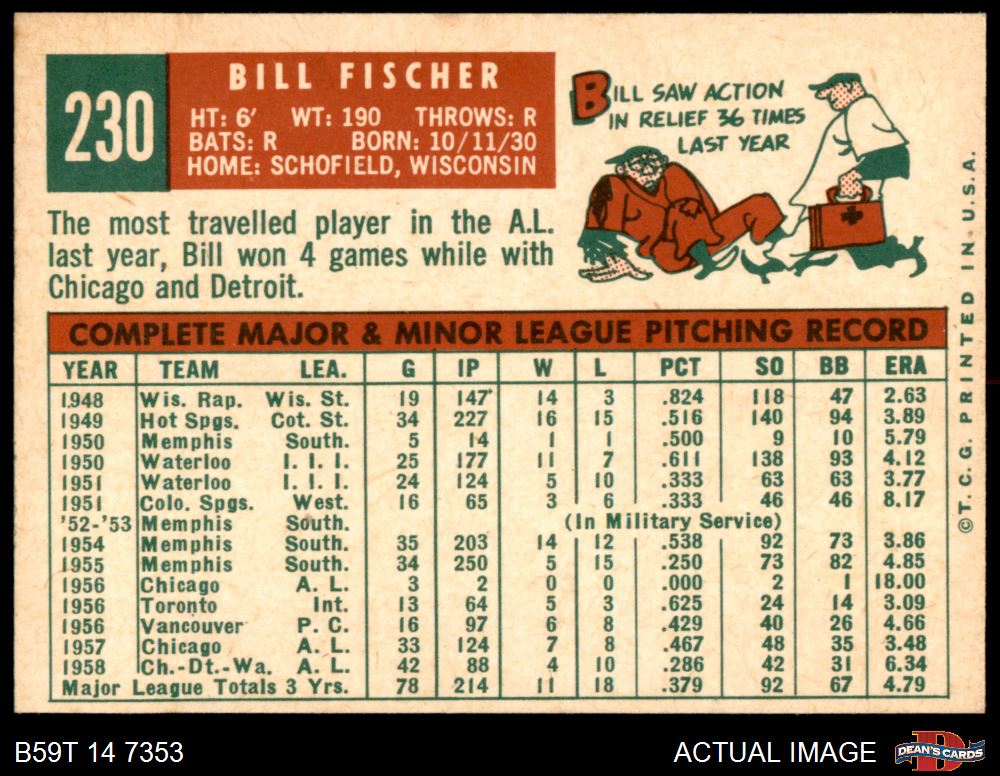 230
BILL FISCHER
HT: 6′ WT: 190 THROWS: R
BATS: R BORN: 10/11/30
HOME: SCHOFIELD, WISCONSIN
BILL SAW ACTION
IN RELIEF 36 TIMES
LAST YEAR
The most travelled player in the A.L.
last year, Bill won 4 games while with
Chicago and Detroit.
COMPLETE MAJOR & MINOR LEAGUE PITCHING RECORD
YEAR TEAM LEA. G IP W L PCT SO BB ERA
1948 Wis. Rap. Wis. St. 19 147 14 3 .824 118 47 2.63
1949 Hot Spgs. Cot. St. 34 227 16 15 .516 140 94 3.89
1950 Memphis South. 5 14 1 1 .500 9 10 5.79
1950 Waterloo I. I. I. 25 177 11 7 .611 138 93 4.12
1951 Waterloo I. I. I. 24 124 5 10 .333 63 63 3.77
1951 Colo. Spgs. West. 16 65 3 6 .333 46 46 8.17
'52-'53 Memphis South. (In Military Service)
1954 Memphis South. 35 203 14 12 .538 92 73 3.86
1955 Memphis South. 34 250 5 15 .250 73 82 4.85
1956 Chicago A. L. 3 2 0 0 .000 2 1 18.00
1956 Toronto Int. 13 64 5 3 .625 24 14 3.09
1956 Vancouver P. C. 16 97 6 8 .429 40 26 4.66
1957 Chicago A. L. 33 124 7 8 .467 48 35 3.48
1958 Ch.-Dt.-Wa. A. L. 42 88 4 10 .286 42 31 6.34
Major League Totals 3 Yrs. 78 214 11 18 .379 92 67 4.79
©T.C.G. PRINTED IN U.S.A.
B59T 14 7353
ACTUAL IMAGE
DEAN'S CARDS